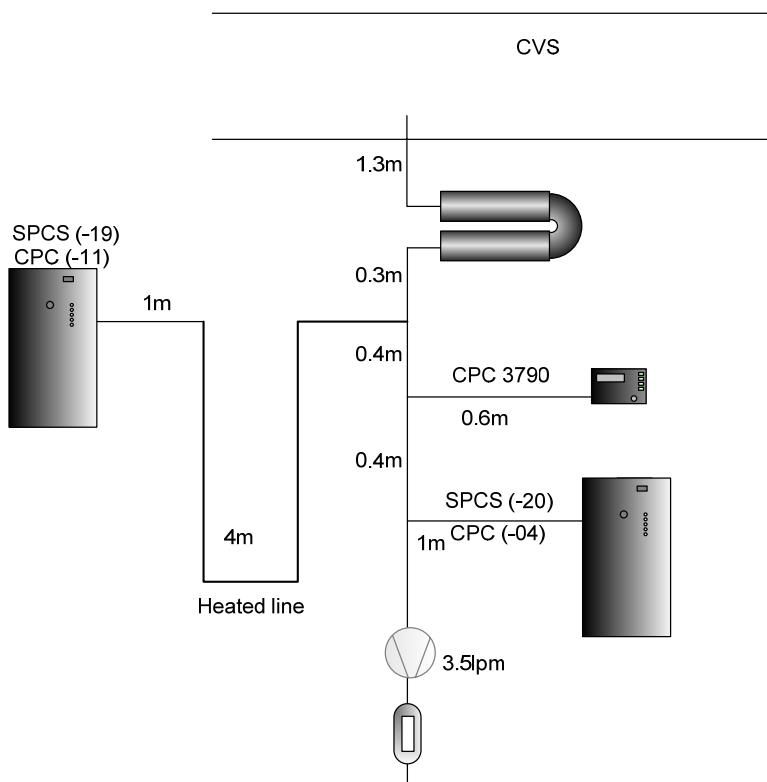 CVS
1.3m
SPCS (-19)
CPC (-11)
0.3m
1m
0.4m
CPC 3790
0.6m
0.4m
SPCS (-20)
CPC (-04)
1m
4m
Heated line
3.5lpm